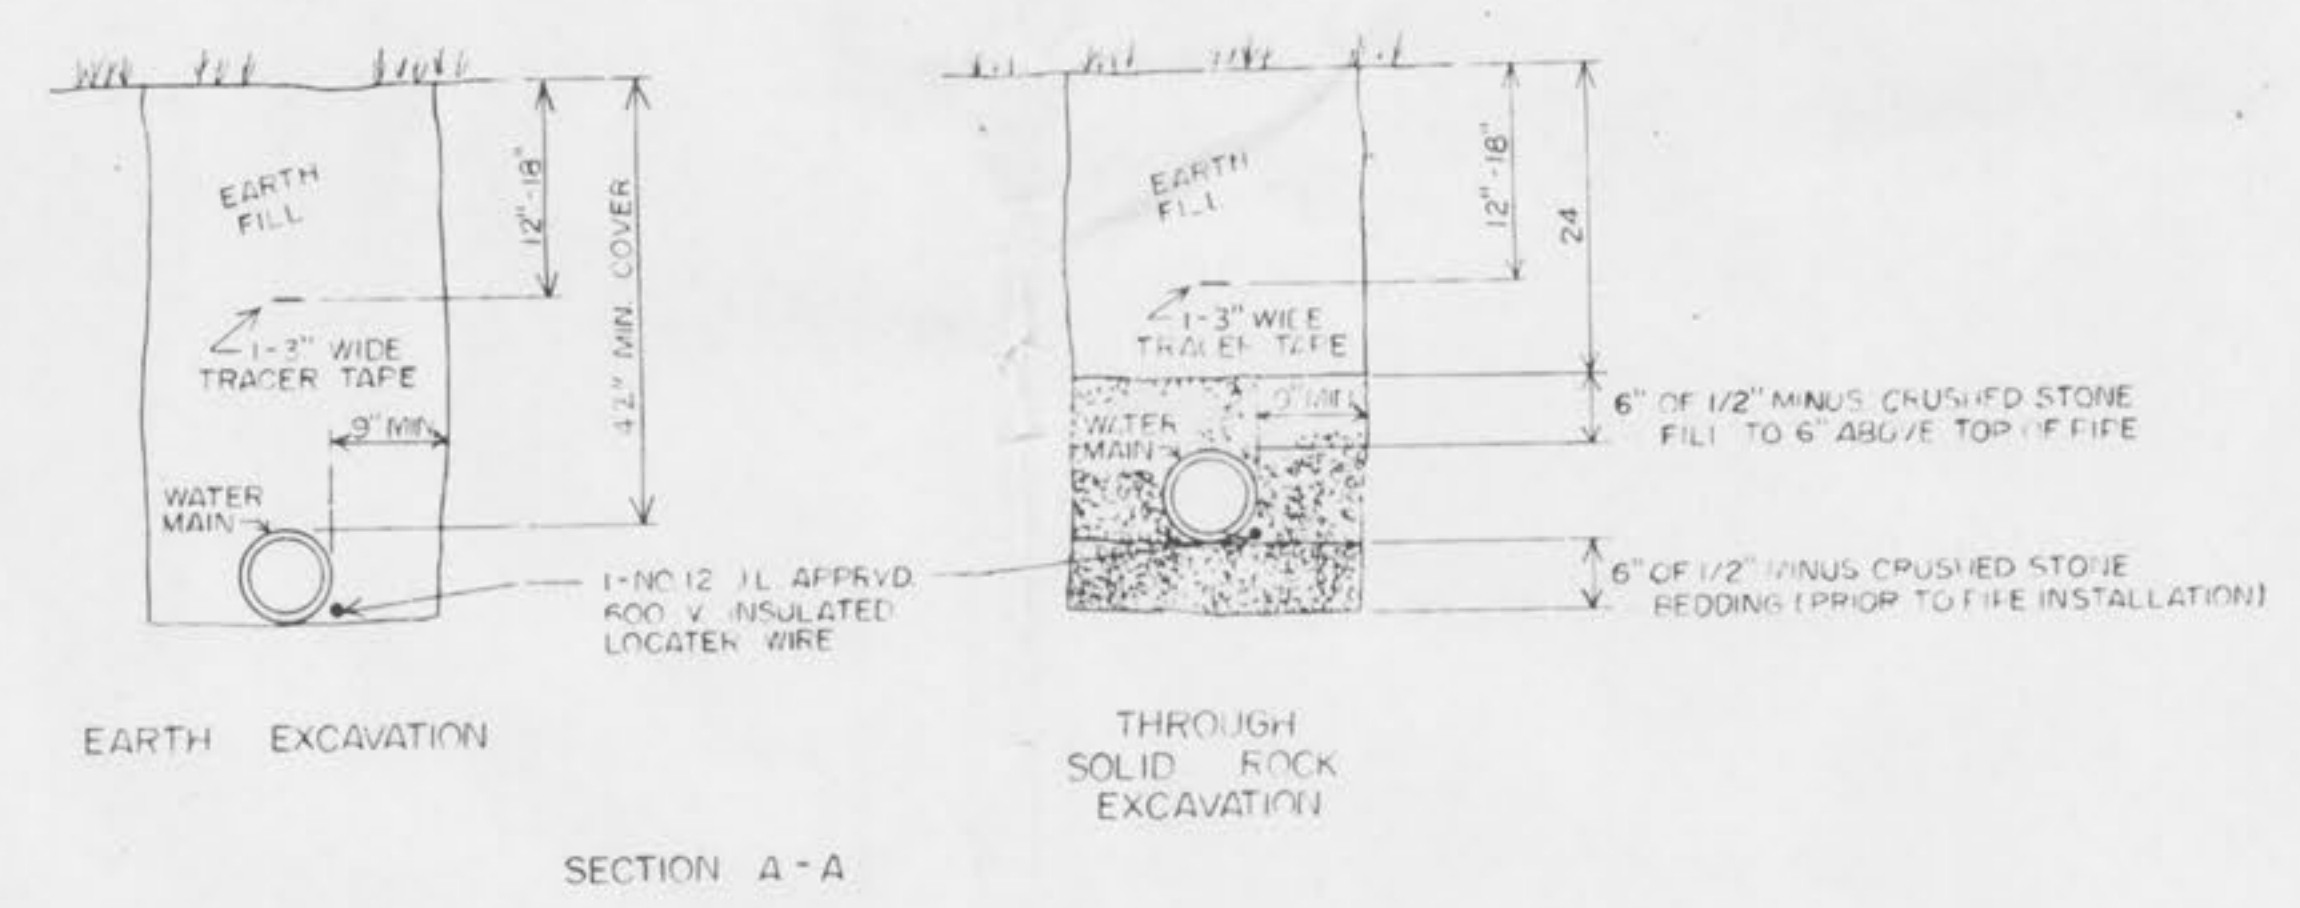 EARTH
FILL
12"-18"
42" MIN. COVER
1-3" WIDE
TRACER TAPE
9" MIN.
WATER
MAIN
1-NO.12 UL APPRVD.
600 V. INSULATED
LOCATER WIRE
EARTH EXCAVATION
EARTH
FILL
12"-18"
24
1-3" WIDE
TRACER TAPE
9" MIN.
WATER
MAIN
6" OF 1/2" MINUS CRUSHED STONE
FILL TO 6" ABOVE TOP OF PIPE
6" OF 1/2" MINUS CRUSHED STONE
BEDDING (PRIOR TO PIPE INSTALLATION)
THROUGH
SOLID ROCK
EXCAVATION
SECTION A-A